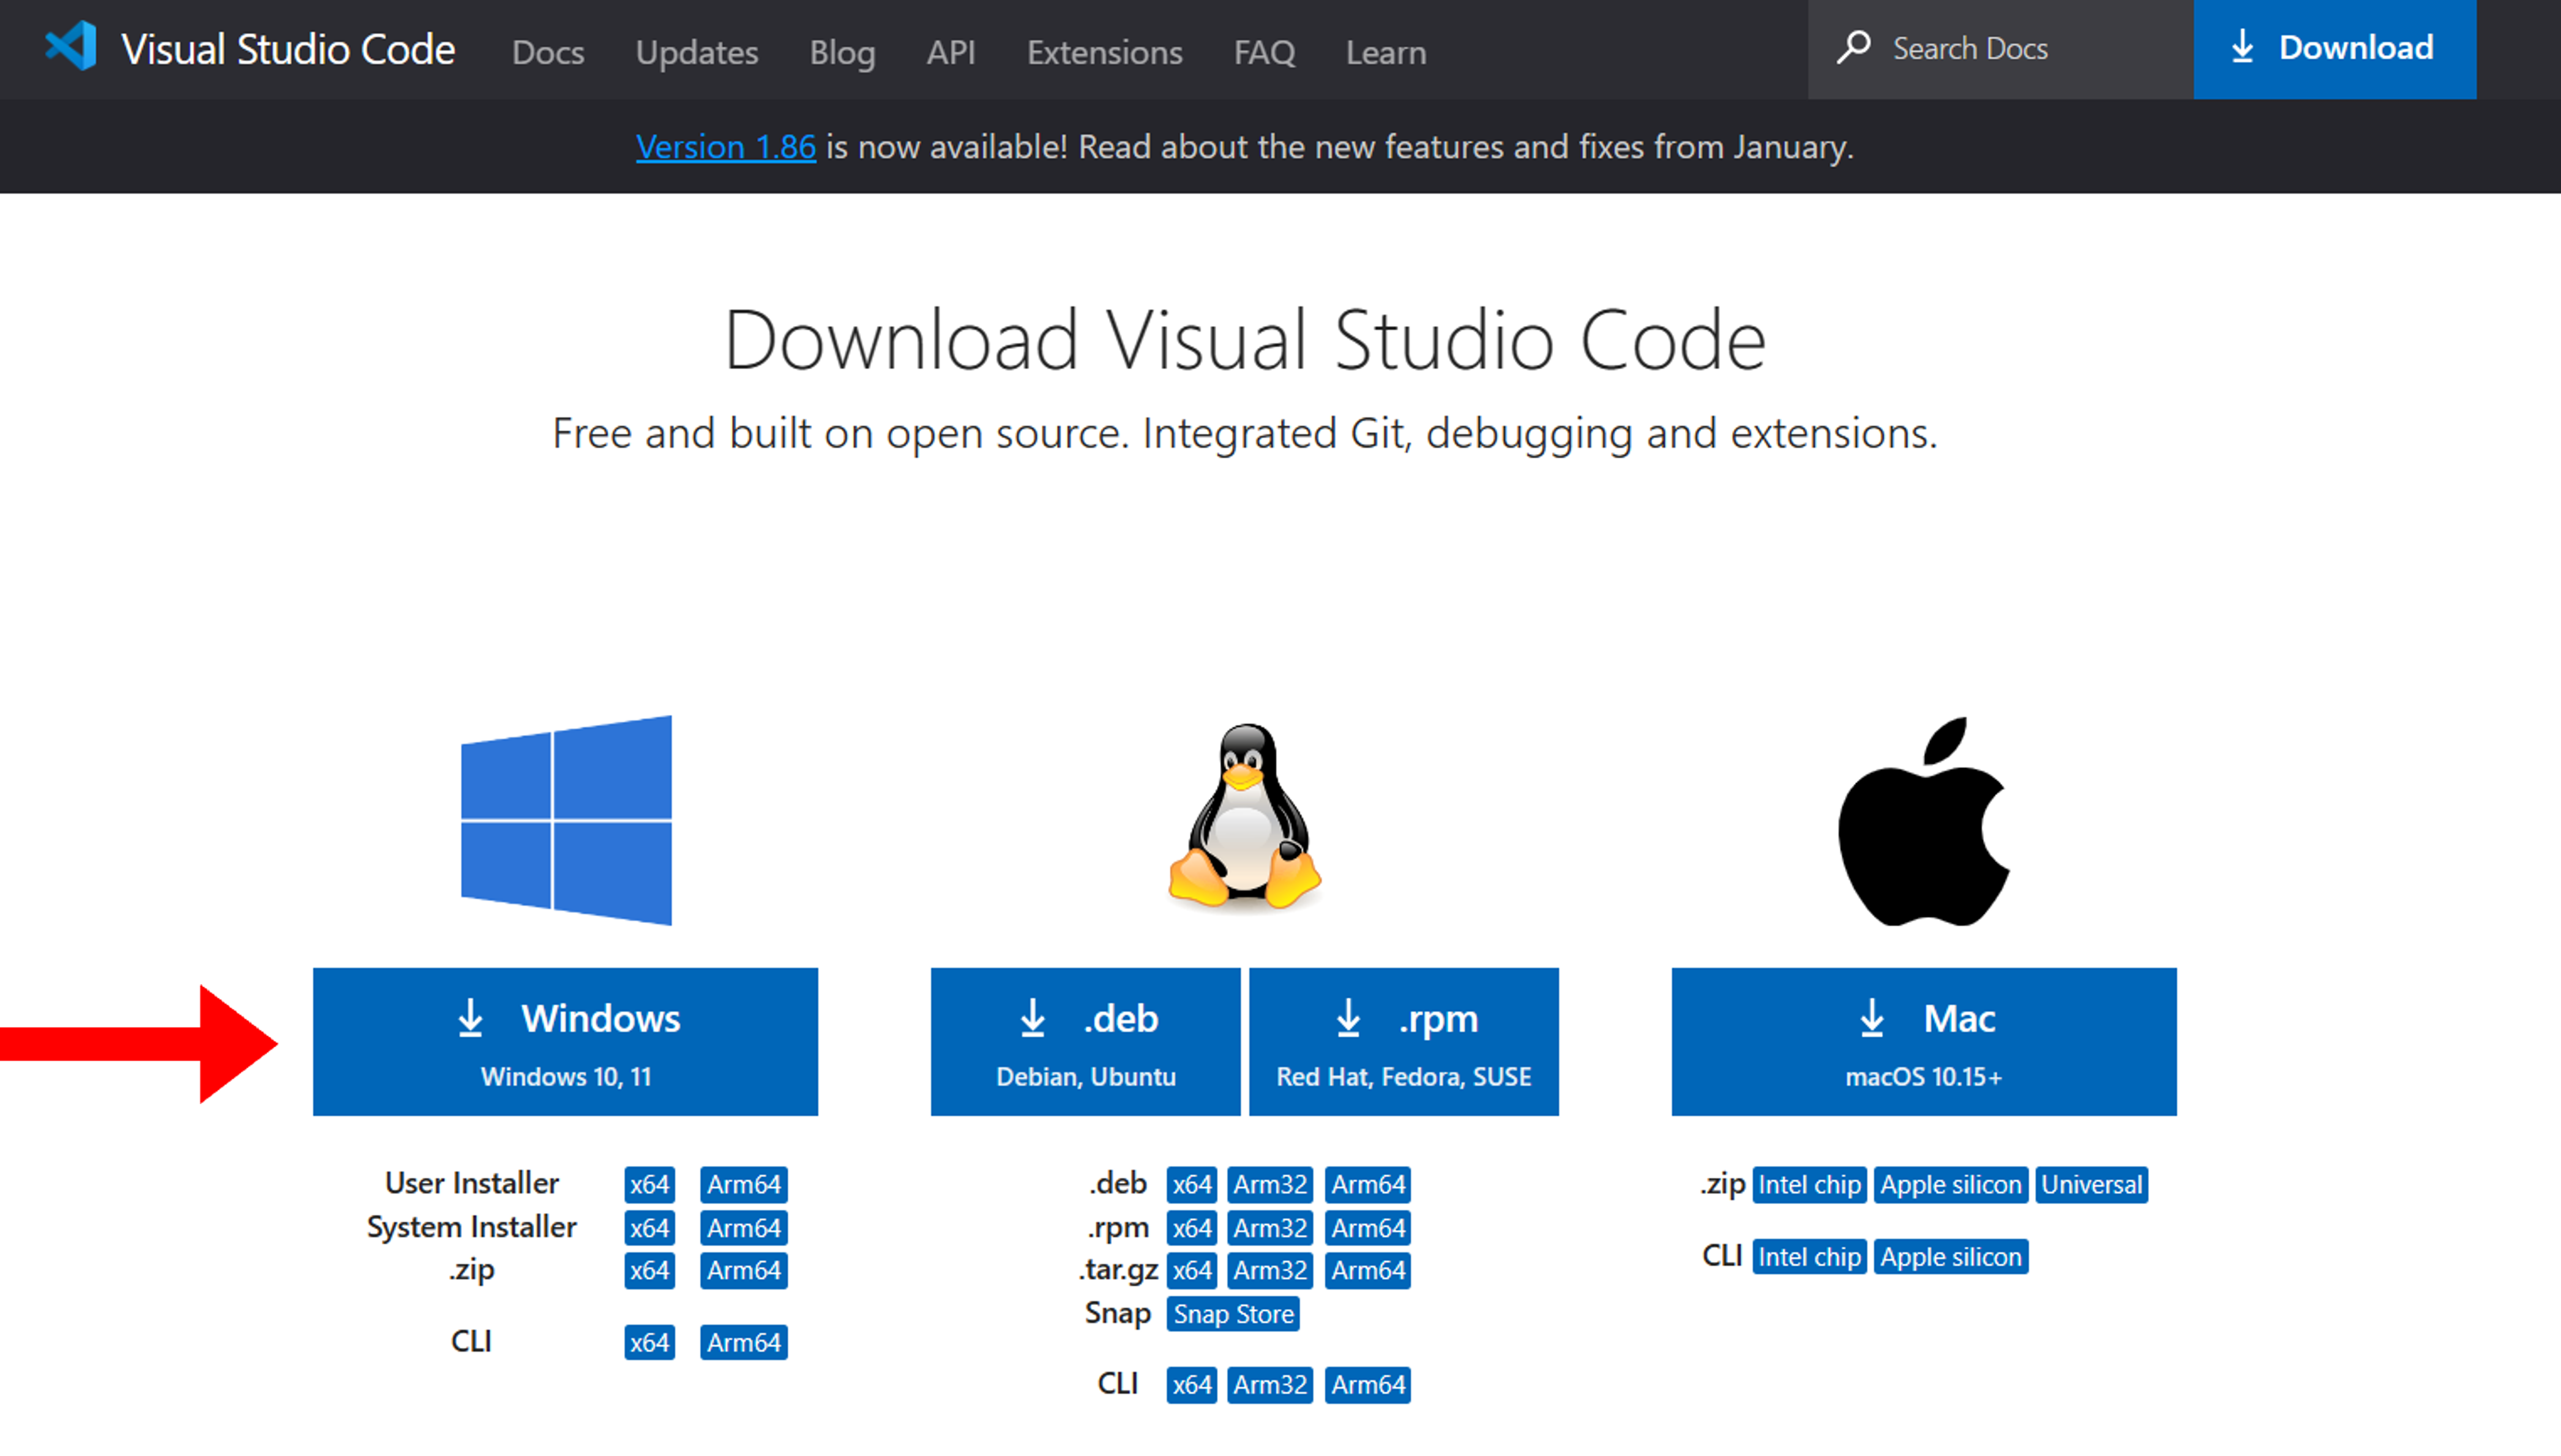 Visual Studio Code Docs Updates Blog API Extensions FAQ Learn Search Docs Download
Version 1.86 is now available! Read about the new features and fixes from January.
Download Visual Studio Code
Free and built on open source. Integrated Git, debugging and extensions.
Windows
Windows 10, 11
User Installer x64 Arm64
System Installer x64 Arm64
.zip x64 Arm64
CLI x64 Arm64
.deb
Debian, Ubuntu
.rpm
Red Hat, Fedora, SUSE
.deb x64 Arm32 Arm64
.rpm x64 Arm32 Arm64
.tar.gz x64 Arm32 Arm64
Snap Snap Store
CLI x64 Arm32 Arm64
Mac
macOS 10.15+
.zip Intel chip Apple silicon Universal
CLI Intel chip Apple silicon